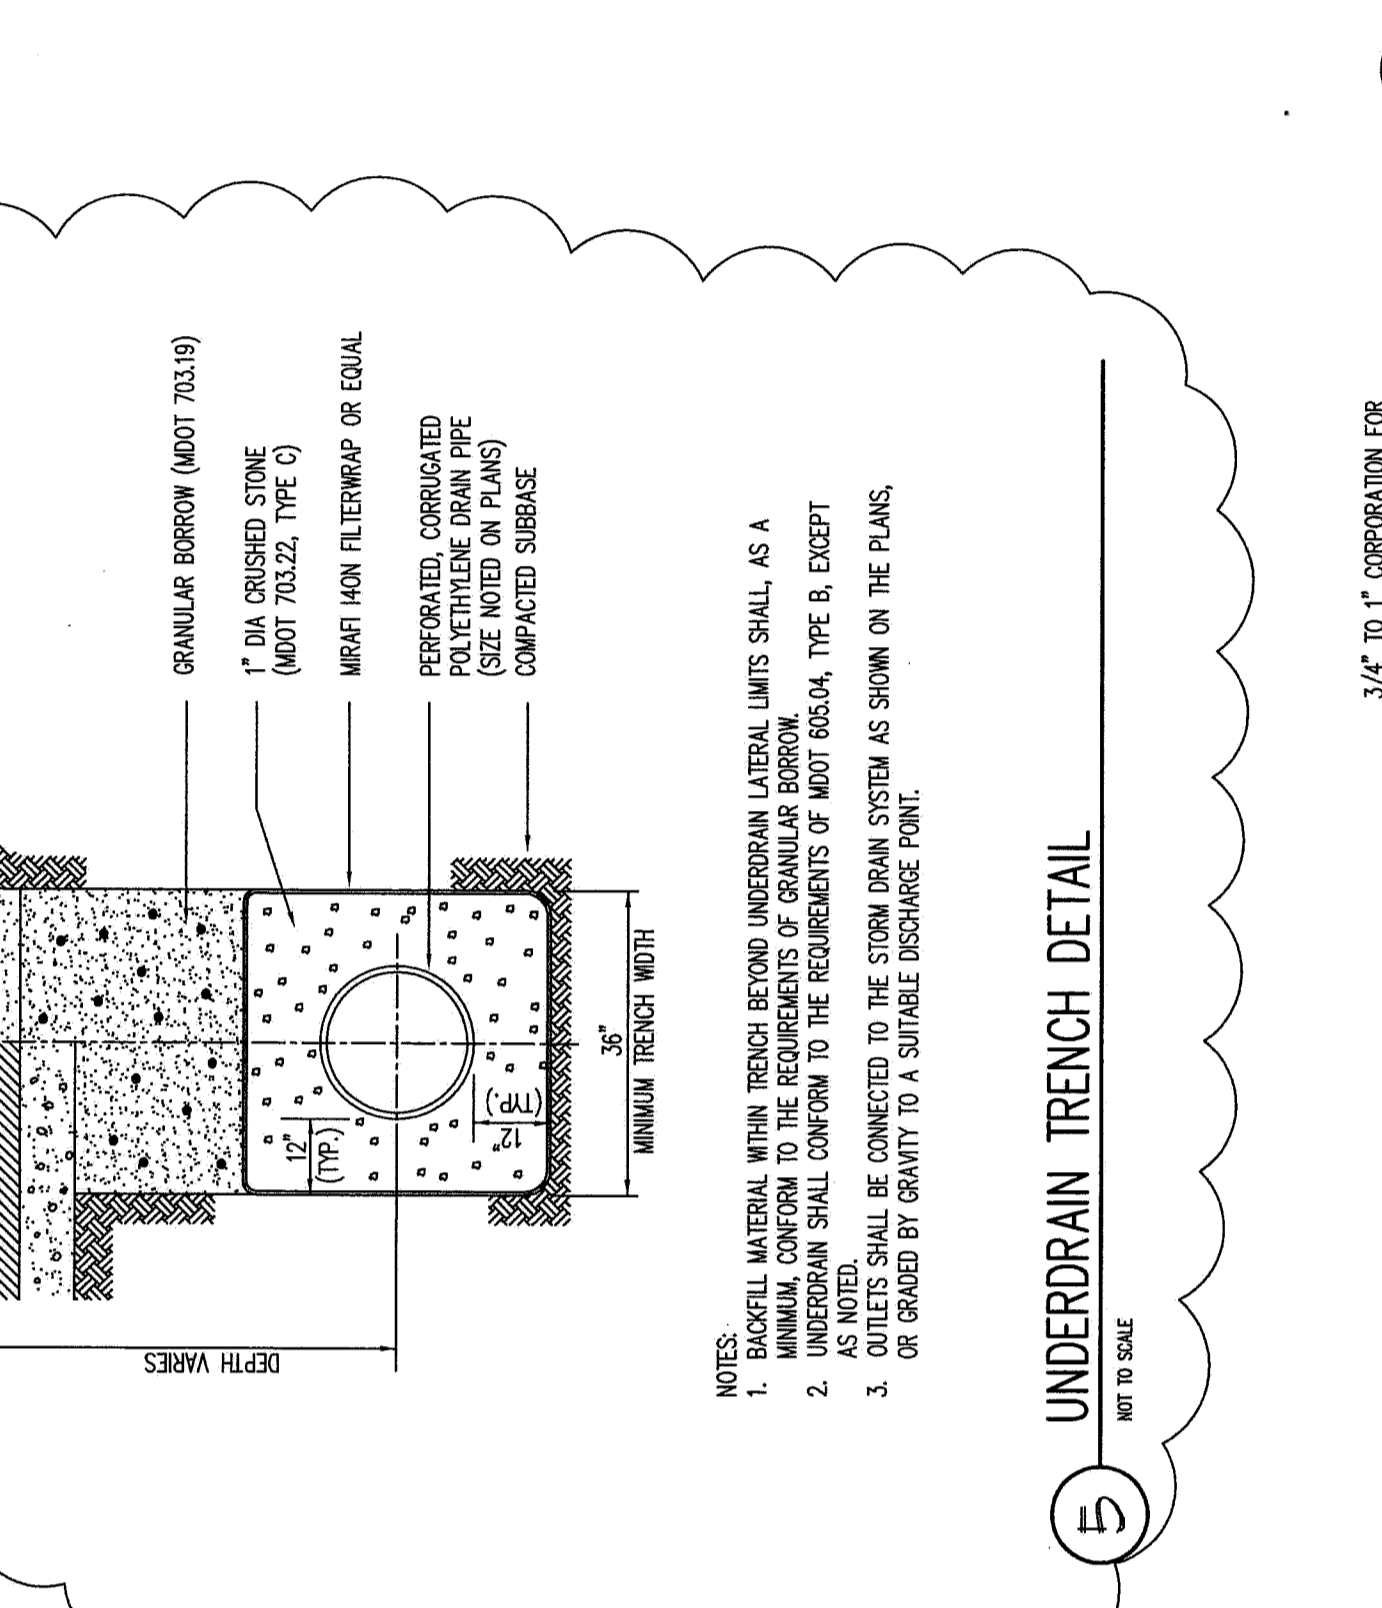 GRANULAR BORROW (MDOT 703.19)
1" DIA CRUSHED STONE
(MDOT 703.22, TYPE C)
MIRAFI 140N FILTERWRAP OR EQUAL
PERFORATED, CORRUGATED
POLYETHYLENE DRAIN PIPE
(SIZE NOTED ON PLANS)
COMPACTED SUBBASE
DEPTH VARIES
12"
(TYP.)
12"
(TYP.)
36"
MINIMUM TRENCH WIDTH
NOTES:
1. BACKFILL MATERIAL WITHIN TRENCH BEYOND UNDERDRAIN LATERAL LIMITS SHALL, AS A
MINIMUM, CONFORM TO THE REQUIREMENTS OF GRANULAR BORROW.
2. UNDERDRAIN SHALL CONFORM TO THE REQUIREMENTS OF MDOT 605.04, TYPE B, EXCEPT
AS NOTED.
3. OUTLETS SHALL BE CONNECTED TO THE STORM DRAIN SYSTEM AS SHOWN ON THE PLANS,
OR GRADED BY GRAVITY TO A SUITABLE DISCHARGE POINT.
5
UNDERDRAIN TRENCH DETAIL
NOT TO SCALE
3/4" TO 1" CORPORATION FOR